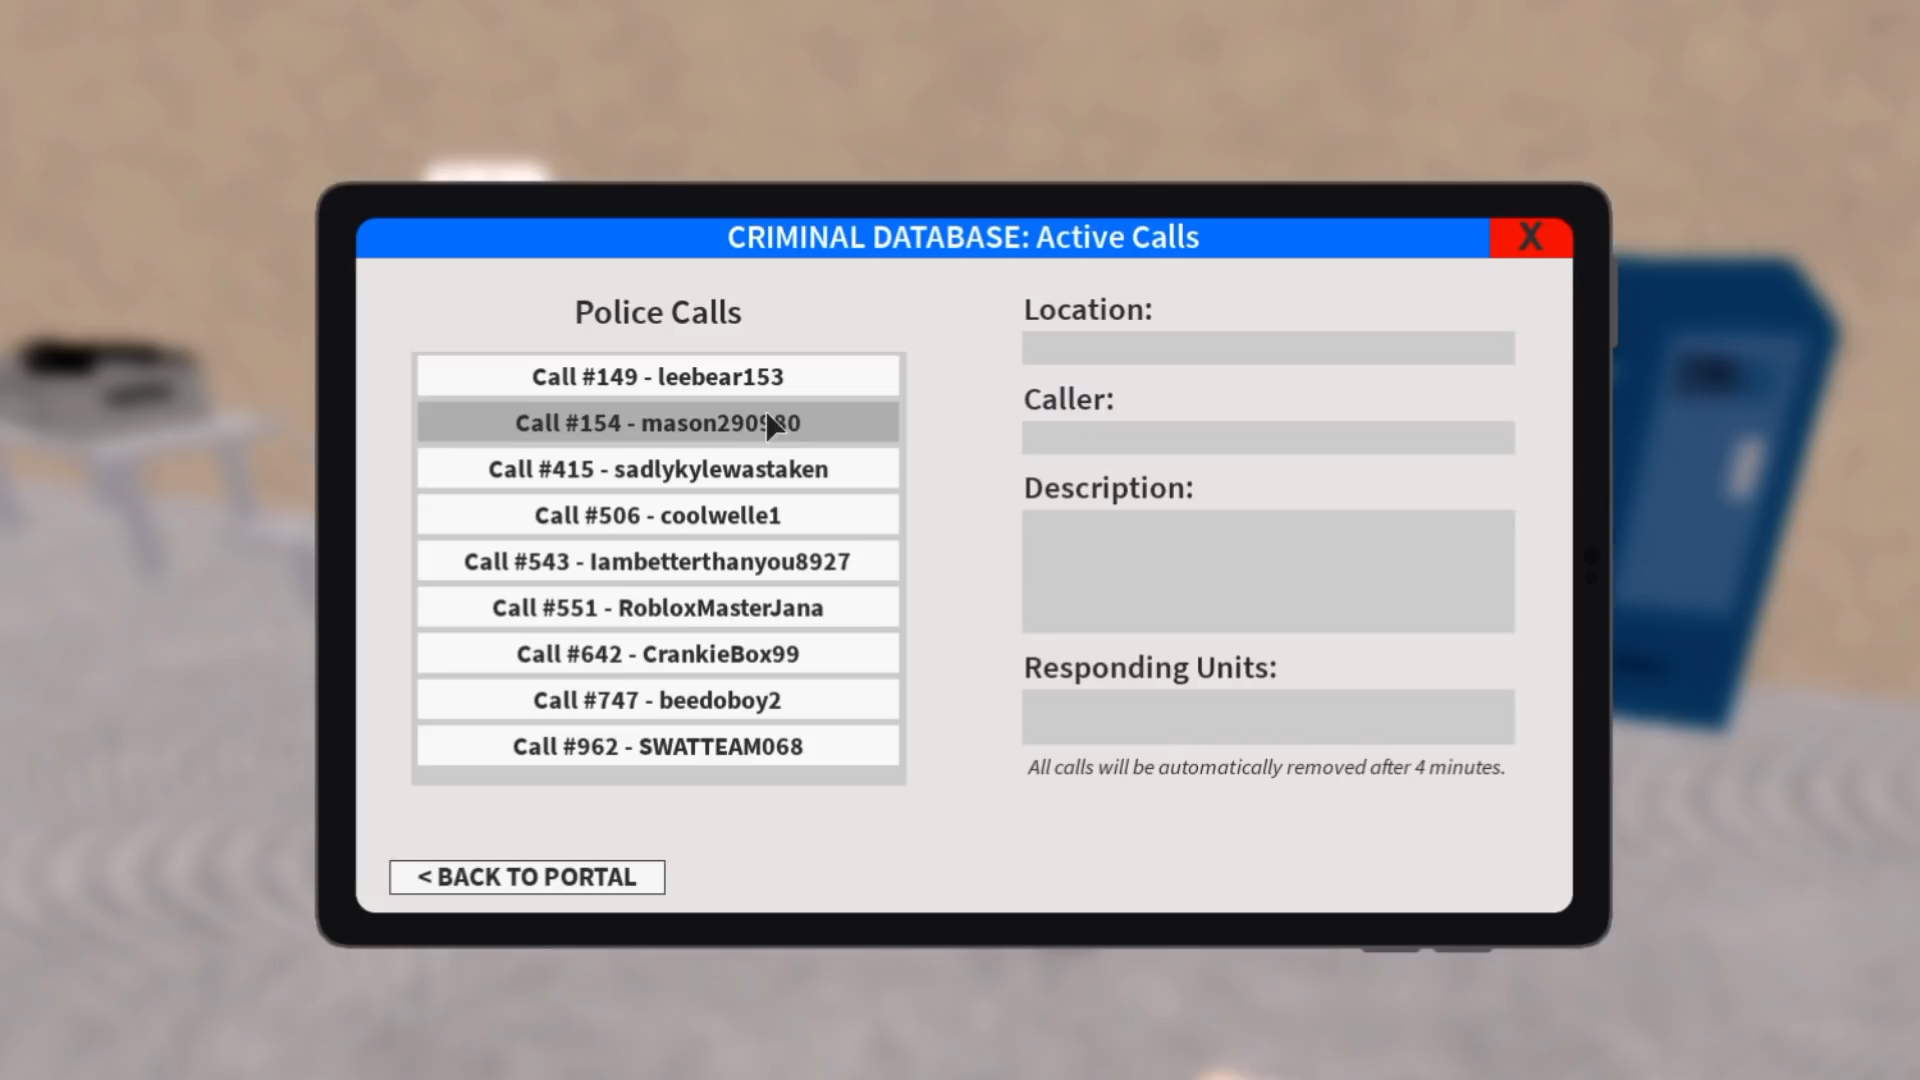 CRIMINAL DATABASE: Active Calls
X
Police Calls
Call #149 - leebear153
Call #154 - mason290980
Call #415 - sadlykylewastaken
Call #506 - coolwelle1
Call #543 - Iambetterthanyou8927
Call #551 - RobloxMasterJana
Call #642 - CrankieBox99
Call #747 - beedoboy2
Call #962 - SWATTEAM068
< BACK TO PORTAL
Location:
Caller:
Description:
Responding Units:
All calls will be automatically removed after 4 minutes.